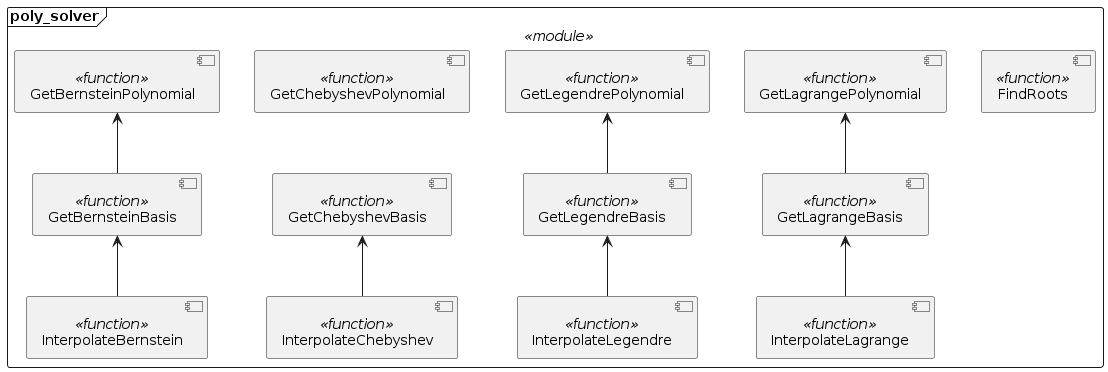 poly_solver
«module»
«function»
GetBernsteinPolynomial
«function»
GetChebyshevPolynomial
«function»
GetLegendrePolynomial
«function»
GetLagrangePolynomial
«function»
FindRoots
«function»
GetBernsteinBasis
«function»
GetChebyshevBasis
«function»
GetLegendreBasis
«function»
GetLagrangeBasis
«function»
InterpolateBernstein
«function»
InterpolateChebyshev
«function»
InterpolateLegendre
«function»
InterpolateLagrange